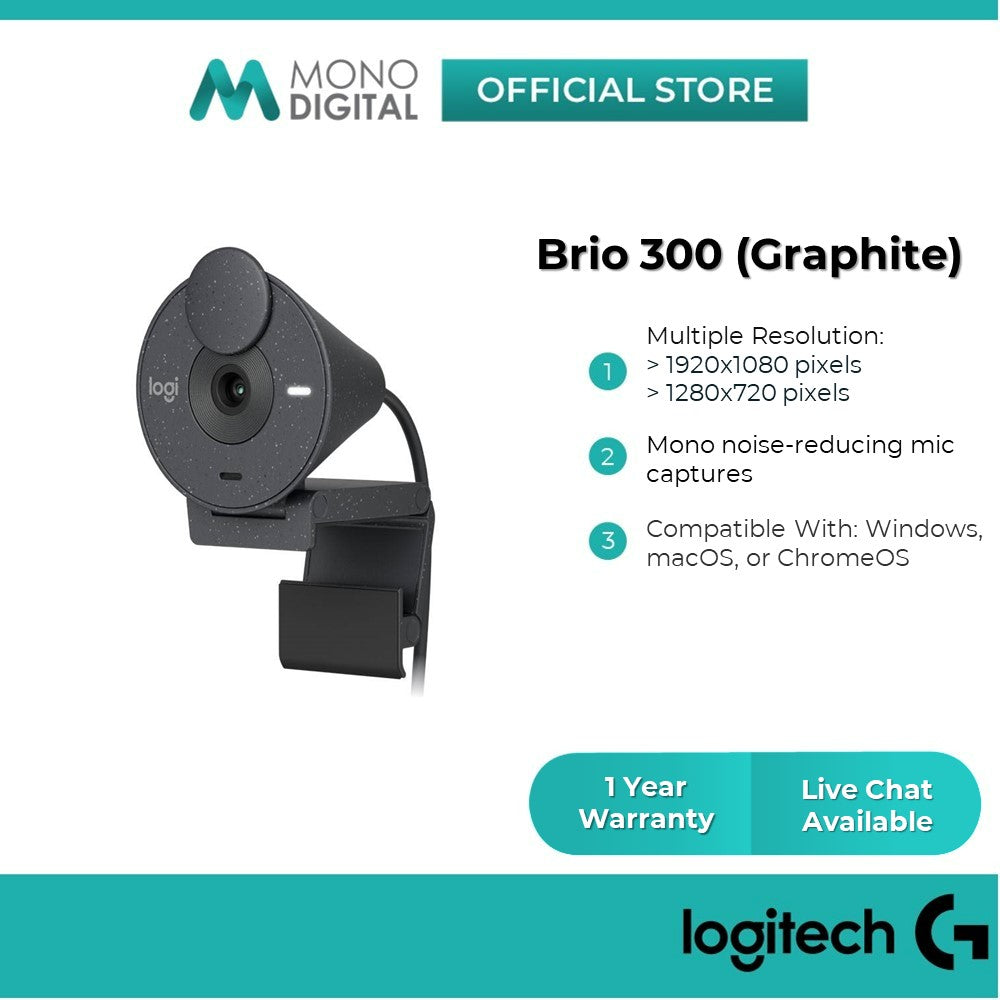 MONO
DIGITAL
OFFICIAL STORE
Brio 300 (Graphite)
logi
1
Multiple Resolution:
> 1920x1080 pixels
> 1280x720 pixels
2
Mono noise-reducing mic
captures
3
Compatible With: Windows,
macOS, or ChromeOS
1 Year
Warranty
Live Chat
Available
logitech G